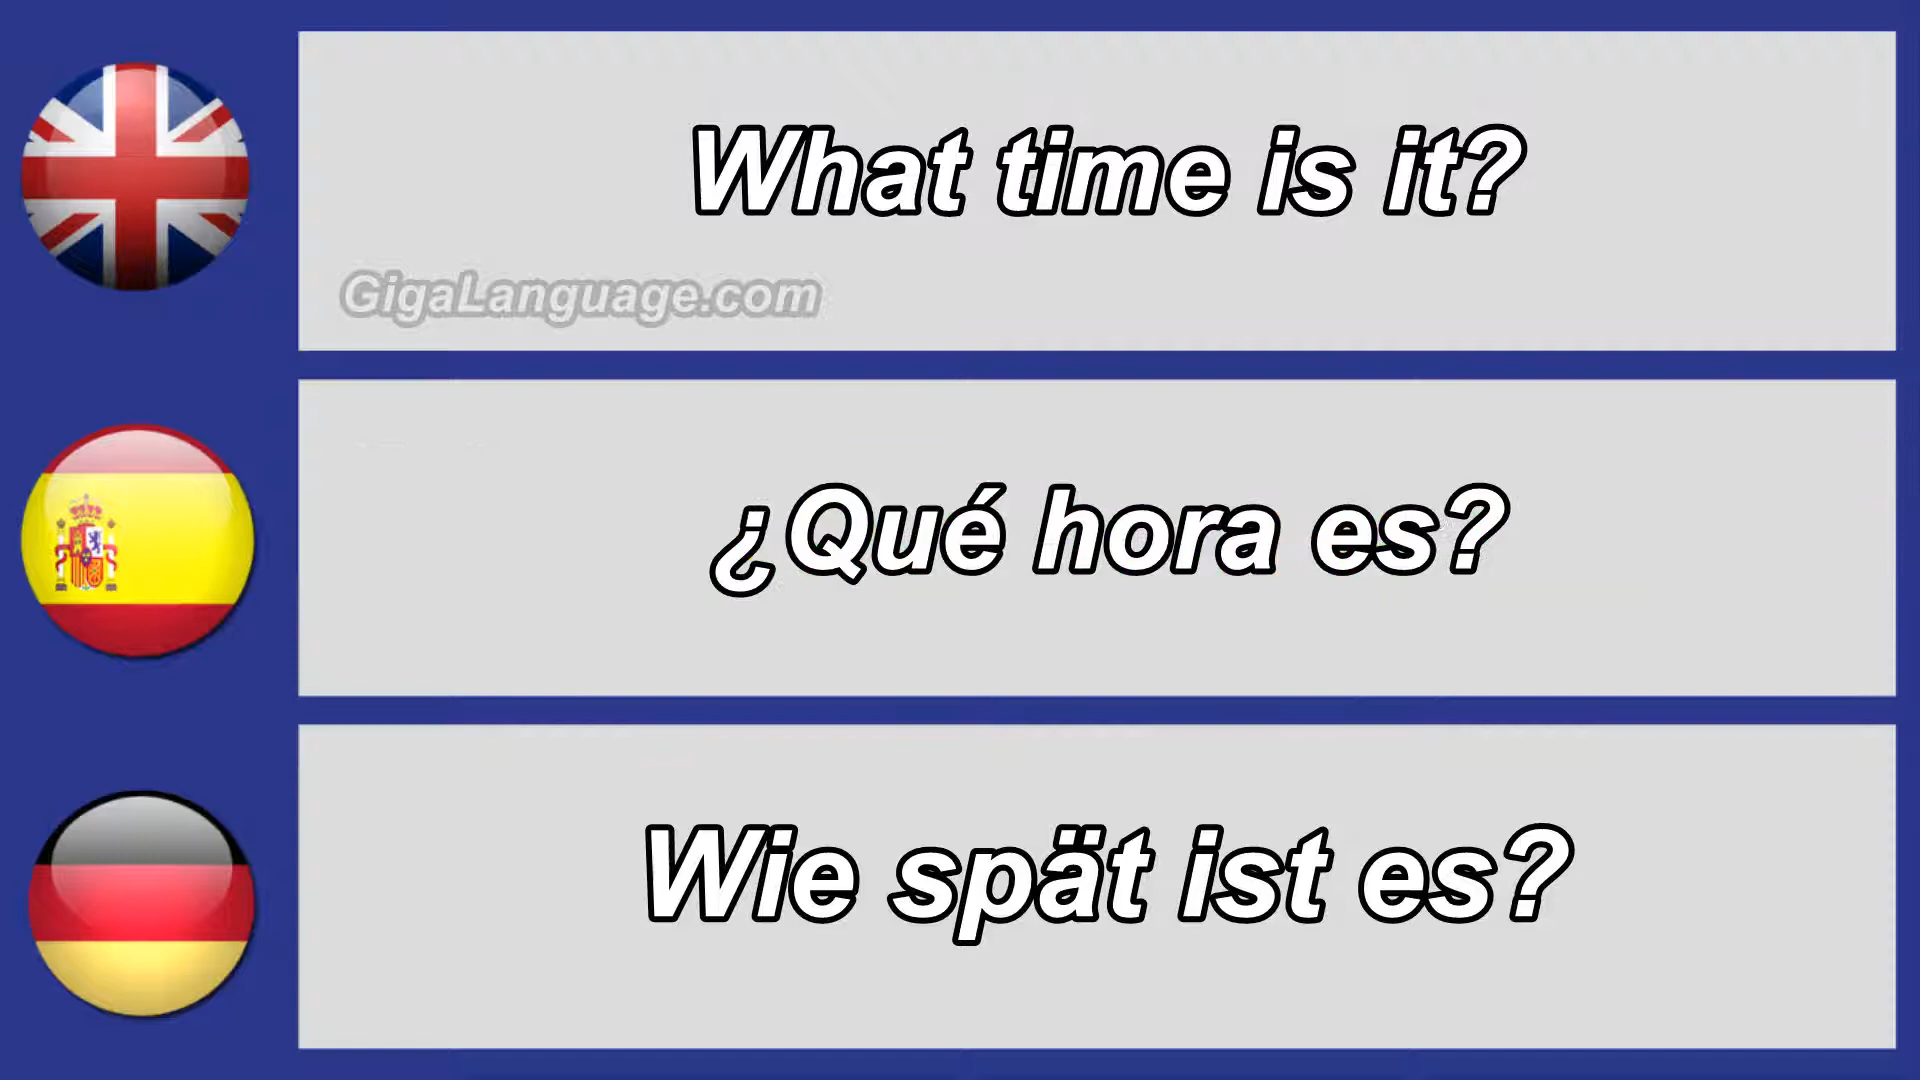 What time is it?
GigaLanguage.com
¿Qué hora es?
Wie spät ist es?